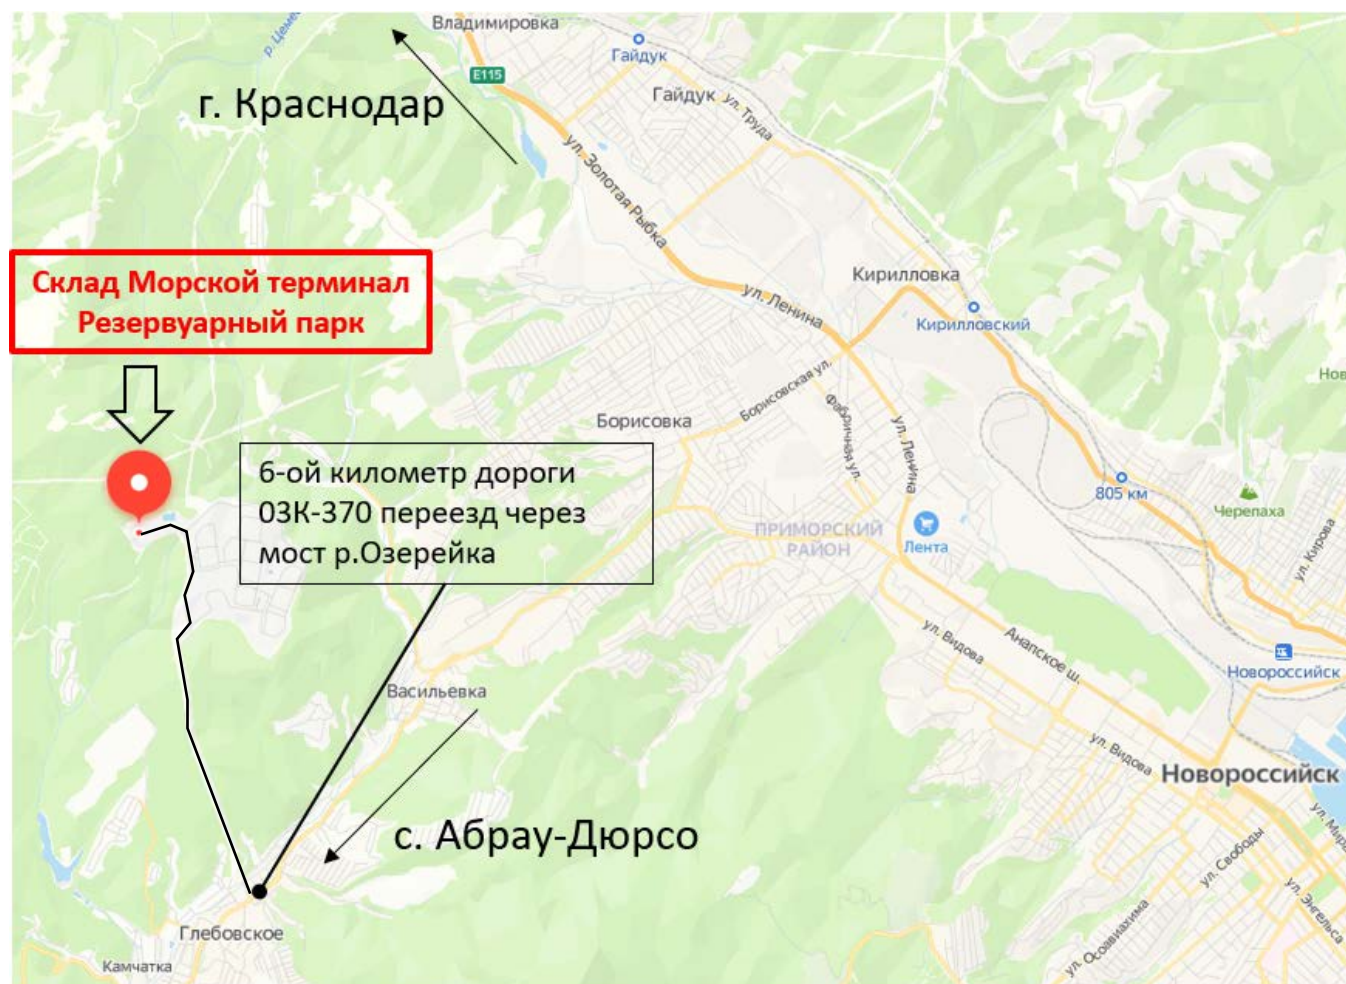 Владимировка
р. Цемес
Гайдук
E115
г. Краснодар
Гайдук
ул. Труда
ул. Золотая Рыбка
Склад Морской терминал
Резервуарный парк
Кирилловка
ул. Ленина
Кирилловский
Нов
Борисовская ул.
Фабричная ул.
Борисовка
ул. Ленина
6-ой километр дороги
03К-370 переезд через
мост р.Озерейка
805 км
Черепаха
ПРИМОРСКИЙ
РАЙОН
Лента
ул. Кирова
ул. Видова
Анапское ш.
Новороссийск
Васильевка
ул. Видова
Новороссийск
с. Абрау-Дюрсо
ул. Мира
ул. Свободы
ул. Энгельса
Глебовское
ул. Осоавиахима
Камчатка